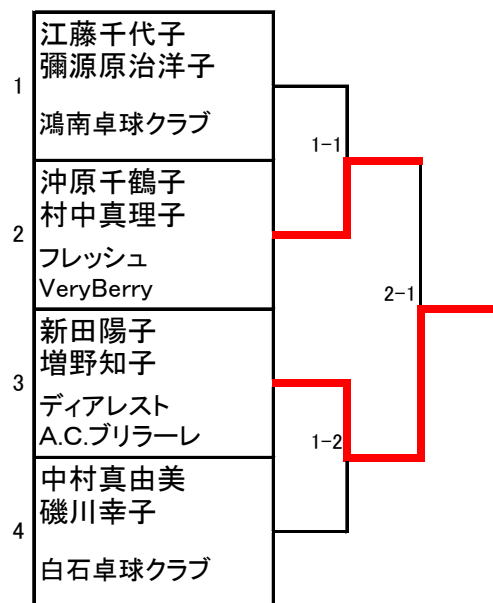 1
江藤千代子
彌源原治洋子
鴻南卓球クラブ
1-1
2
沖原千鶴子
村中真理子
フレッシュ
VeryBerry
2-1
3
新田陽子
増野知子
ディアレスト
A.C.ブリラーレ
1-2
4
中村真由美
磯川幸子
白石卓球クラブ